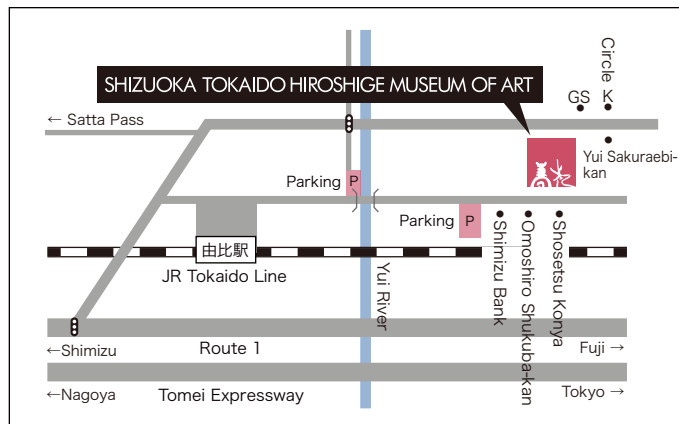 SHIZUOKA TOKAIDO HIROSHIGE MUSEUM OF ART
Circle K
GS
← Satta Pass
Yui Sakuraebi-
kan
Parking P
Parking P
由比駅
JR Tokaido Line
Yui River
Shimizu Bank
Omoshiro Shukuba-kan
Shosetsu Konya
←Shimizu
Route 1
Fuji →
←Nagoya
Tomei Expressway
Tokyo →